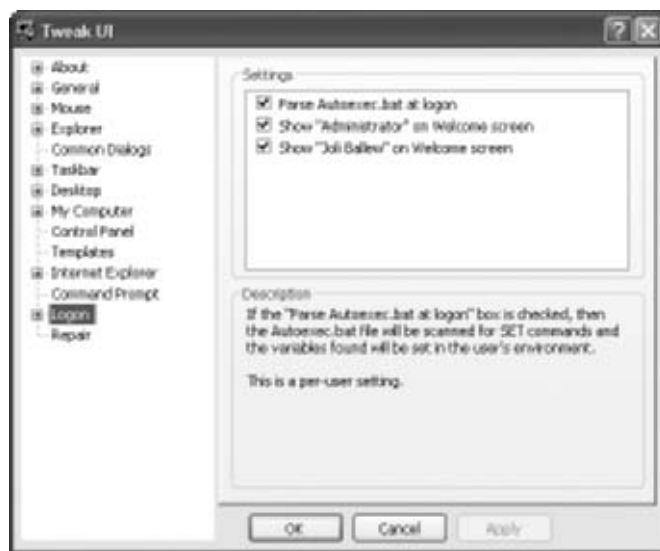 Tweak UI
About
General
Mouse
Explorer
Common Dialogs
Taskbar
Desktop
My Computer
Control Panel
Templates
Internet Explorer
Command Prompt
Logon
Repair
Settings
Parse Autoexec.bat at logon
Show "Administrator" on Welcome screen
Show "Joli Ballew" on Welcome screen
Description
If the "Parse Autoexec.bat at logon" box is checked, then
the Autoexec.bat file will be scanned for SET commands and
the variables found will be set in the user's environment.
This is a per-user setting.
OK
Cancel
Apply